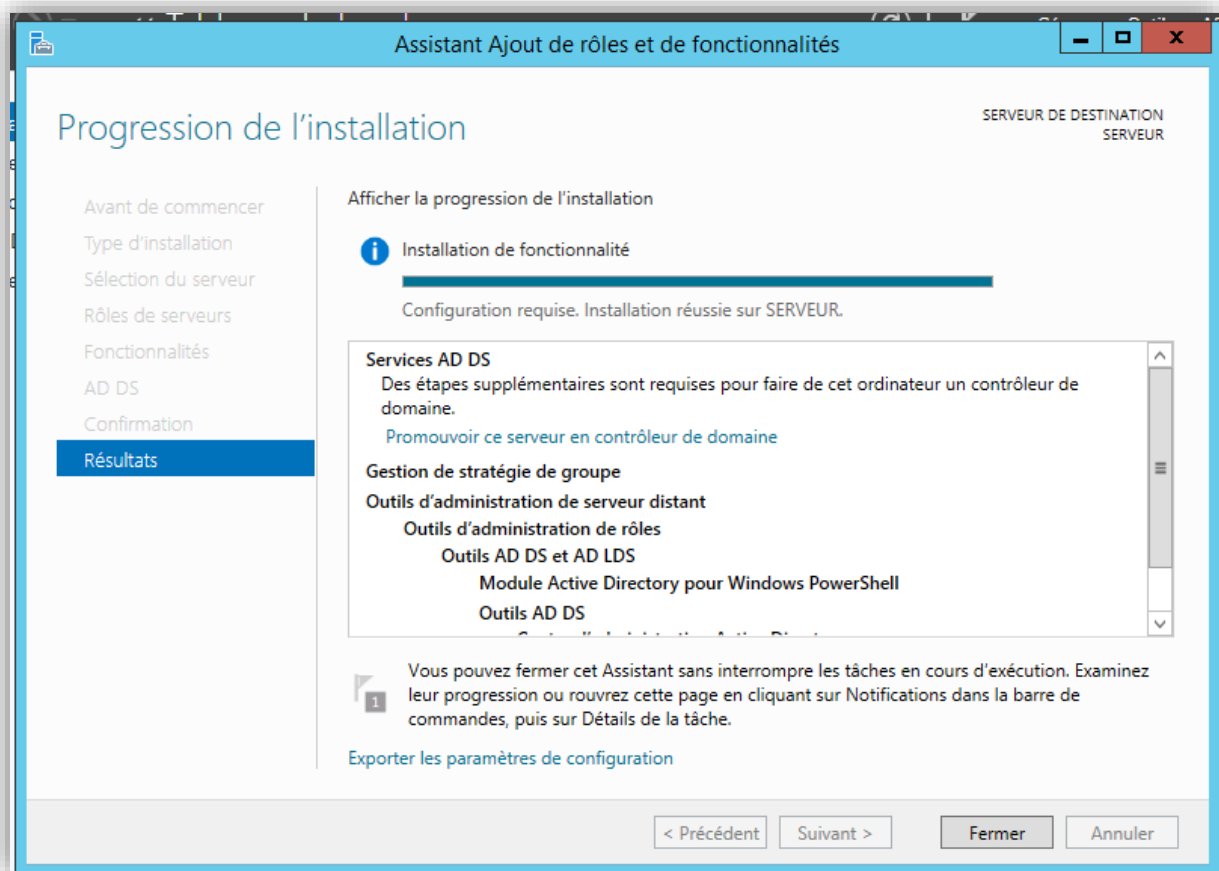 Assistant Ajout de rôles et de fonctionnalités
Progression de l'installation
SERVEUR DE DESTINATION
SERVEUR
Avant de commencer
Type d'installation
Sélection du serveur
Rôles de serveurs
Fonctionnalités
AD DS
Confirmation
Résultats
Afficher la progression de l'installation
Installation de fonctionnalité
Configuration requise. Installation réussie sur SERVEUR.
Services AD DS
Des étapes supplémentaires sont requises pour faire de cet ordinateur un contrôleur de
domaine.
Promouvoir ce serveur en contrôleur de domaine
Gestion de stratégie de groupe
Outils d'administration de serveur distant
Outils d'administration de rôles
Outils AD DS et AD LDS
Module Active Directory pour Windows PowerShell
Outils AD DS
1
Vous pouvez fermer cet Assistant sans interrompre les tâches en cours d'exécution. Examinez
leur progression ou rouvrez cette page en cliquant sur Notifications dans la barre de
commandes, puis sur Détails de la tâche.
Exporter les paramètres de configuration
< Précédent
Suivant >
Fermer
Annuler